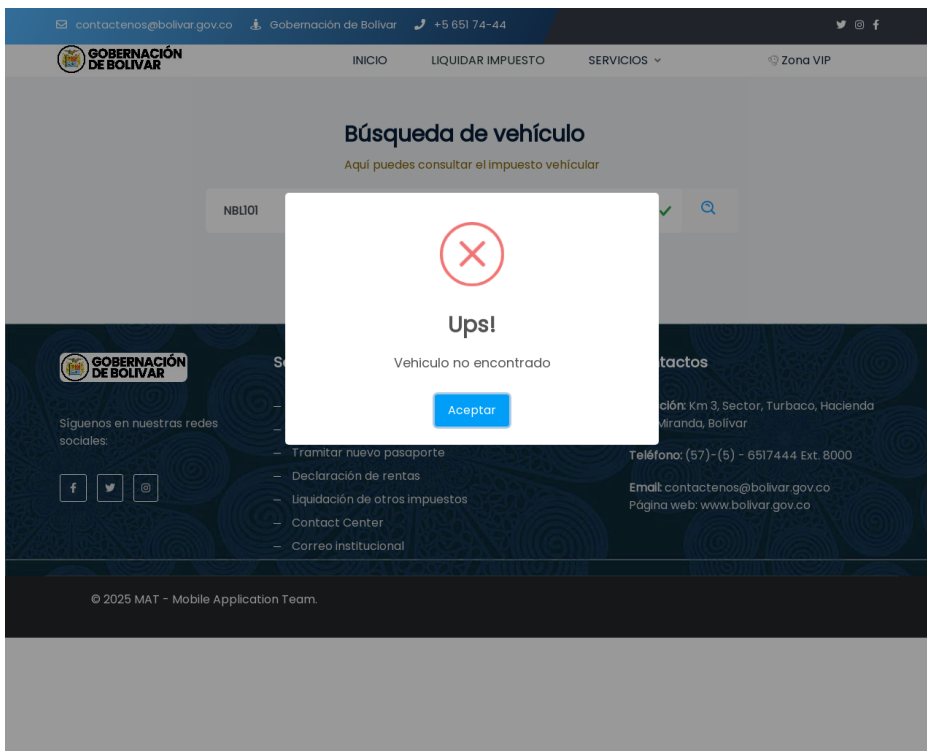 contactenos@bolivar.gov.co Gobernación de Bolívar +5 651 74-44
GOBERNACIÓN
DE BOLIVAR
INICIO LIQUIDAR IMPUESTO SERVICIOS Zona VIP
Búsqueda de vehículo
Aquí puedes consultar el impuesto vehícular
NBL101
Ups!
Vehiculo no encontrado
Aceptar
GOBERNACIÓN
DE BOLIVAR
Síguenos en nuestras redes
sociales:
Tramitar nuevo pasaporte
Declaración de rentas
Liquidación de otros impuestos
Contact Center
Correo institucional
Km 3, Sector, Turbaco, Hacienda
Miranda, Bolívar
Teléfono: (57)-(5) - 6517444 Ext. 8000
Email: contactenos@bolivar.gov.co
Página web: www.bolivar.gov.co
© 2025 MAT - Mobile Application Team.